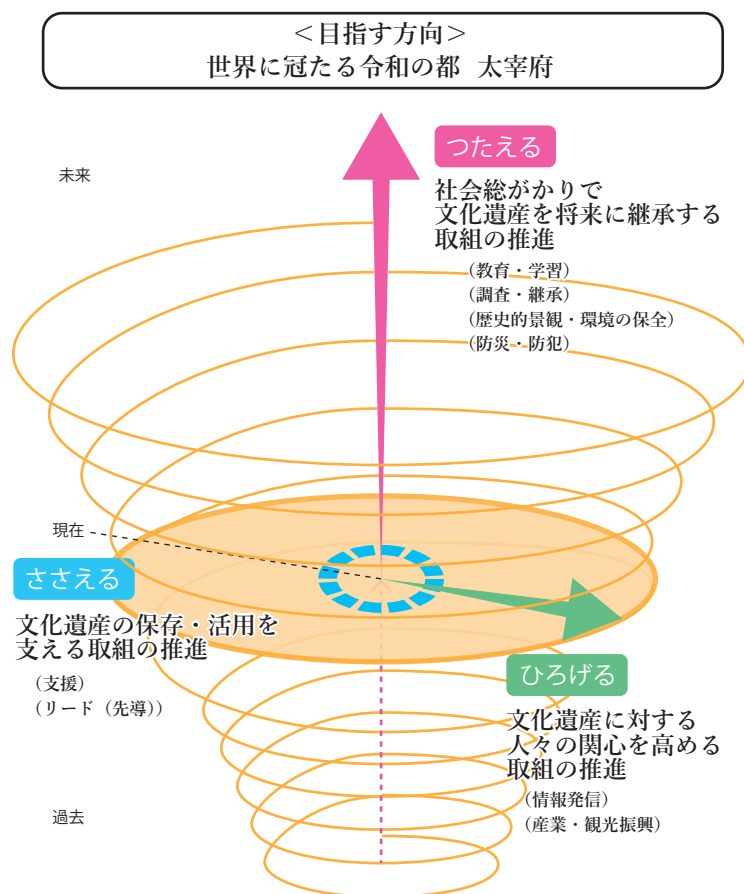 ＜目指す方向＞
世界に冠たる令和の都 太宰府
つたえる
未来
社会総がかりで
文化遺産を将来に継承する
取組の推進
（教育・学習）
（調査・継承）
（歴史的景観・環境の保全）
（防災・防犯）
現在
ささえる
文化遺産の保存・活用を
支える取組の推進
（支援）
（リード（先導））
ひろげる
文化遺産に対する
人々の関心を高める
取組の推進
（情報発信）
（産業・観光振興）
過去